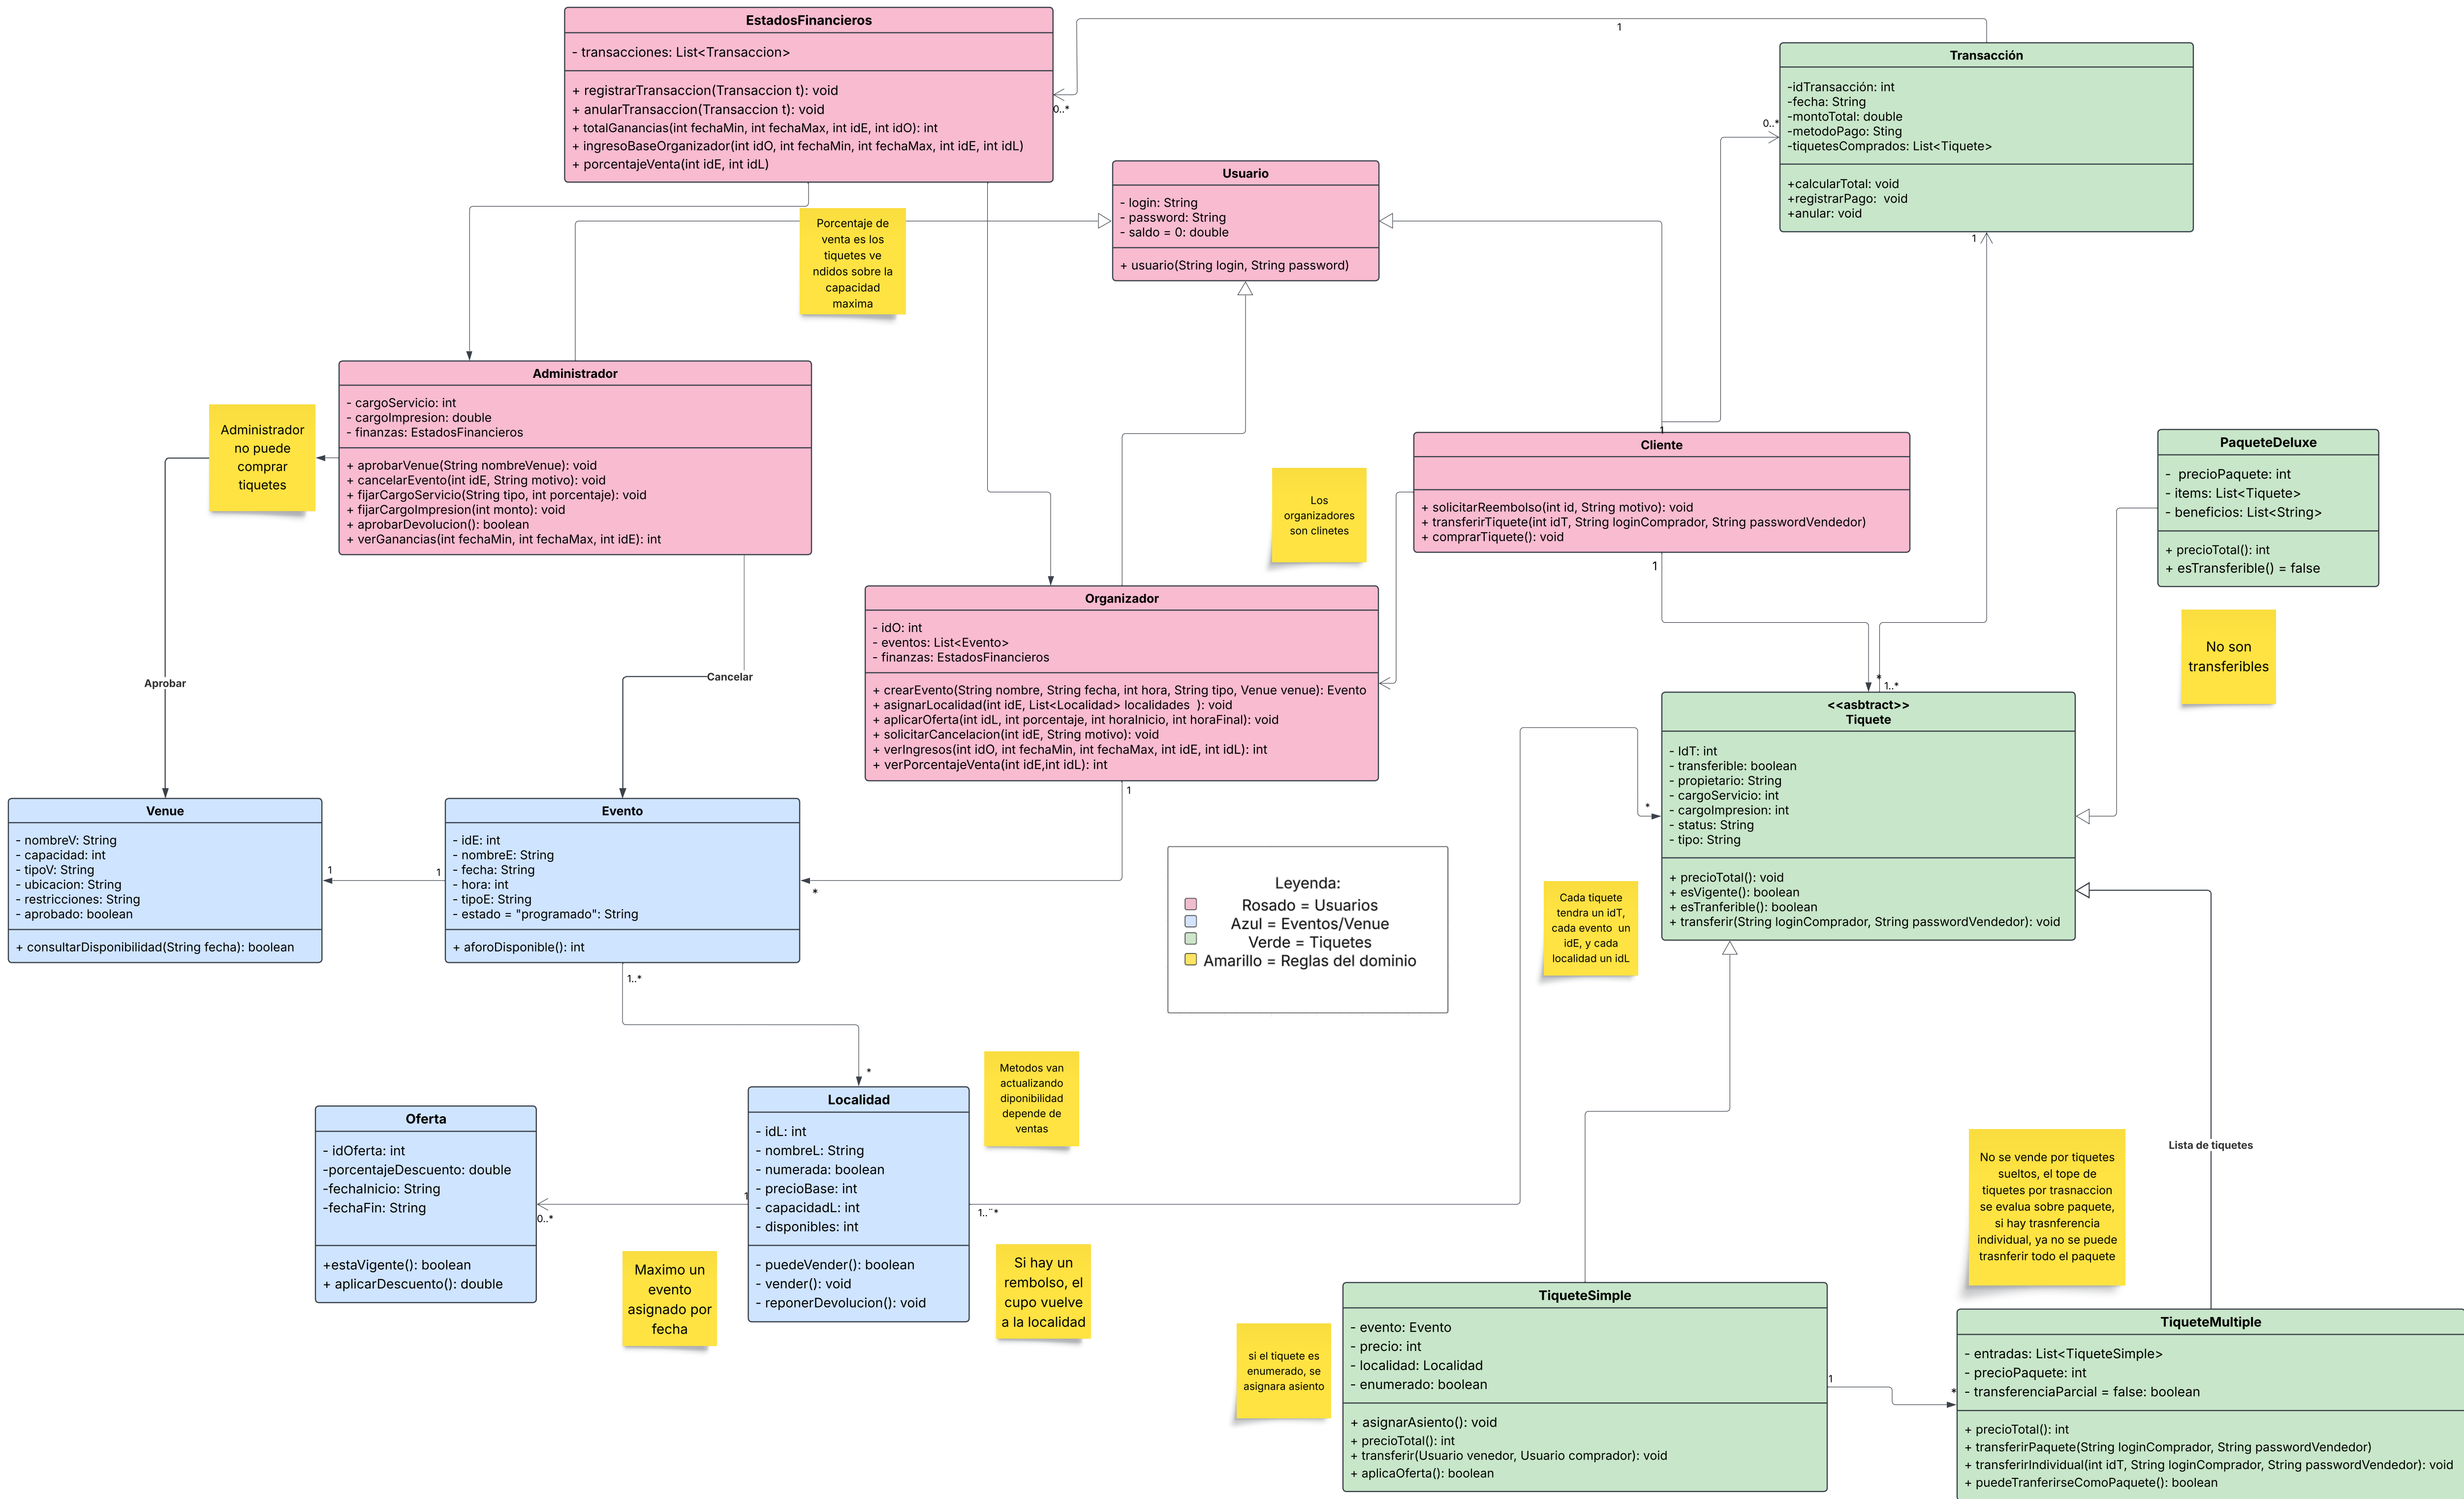 EstadosFinancieros
- transacciones: List<Transaccion>
+ registrarTransaccion(Transaccion t): void
+ anularTransaccion(Transaccion t): void
+ totalGanancias(int fechaMin, int fechaMax, int idE, int idO): int
+ ingresoBaseOrganizador(int idO, int fechaMin, int fechaMax, int idE, int idL)
+ porcentajeVenta(int idE, int idL)
1
0..*
Transacción
-idTransacción: int
-fecha: String
-montoTotal: double
-metodoPago: Sting
-tiquetesComprados: List<Tiquete>
+calcularTotal: void
+registrarPago:  void
+anular: void
0..*
1
Usuario
- login: String
- password: String
- saldo = 0: double
+ usuario(String login, String password)
Porcentaje de
venta es los
tiquetes ve
ndidos sobre la
capacidad
maxima
Administrador
- cargoServicio: int
- cargoImpresion: double
- finanzas: EstadosFinancieros
+ aprobarVenue(String nombreVenue): void
+ cancelarEvento(int idE, String motivo): void
+ fijarCargoServicio(String tipo, int porcentaje): void
+ fijarCargoImpresion(int monto): void
+ aprobarDevolucion(): boolean
+ verGanancias(int fechaMin, int fechaMax, int idE): int
Administrador
no puede
comprar
tiquetes
1
Cliente
+ solicitarReembolso(int id, String motivo): void
+ transferirTiquete(int idT, String loginComprador, String passwordVendedor)
+ comprarTiquete(): void
1
Los
organizadores
son clinetes
PaqueteDeluxe
-  precioPaquete: int
- items: List<Tiquete>
- beneficios: List<String>
+ precioTotal(): int
+ esTransferible() = false
No son
transferibles
Organizador
- idO: int
- eventos: List<Evento>
- finanzas: EstadosFinancieros
+ crearEvento(String nombre, String fecha, int hora, String tipo, Venue venue): Evento
+ asignarLocalidad(int idE, List<Localidad> localidades  ): void
+ aplicarOferta(int idL, int porcentaje, int horaInicio, int horaFinal): void
+ solicitarCancelacion(int idE, String motivo): void
+ verIngresos(int idO, int fechaMin, int fechaMax, int idE, int idL): int
+ verPorcentajeVenta(int idE,int idL): int
1
Aprobar
Cancelar
*
1..*
<<asbtract>>
Tiquete
- IdT: int
- transferible: boolean
- propietario: String
- cargoServicio: int
- cargoImpresion: int
- status: String
- tipo: String
+ precioTotal(): void
+ esVigente(): boolean
+ esTranferible(): boolean
+ transferir(String loginComprador, String passwordVendedor): void
*
Venue
- nombreV: String
- capacidad: int
- tipoV: String
- ubicacion: String
- restricciones: String
- aprobado: boolean
+ consultarDisponibilidad(String fecha): boolean
1
1
Evento
- idE: int
- nombreE: String
- fecha: String
- hora: int
- tipoE: String
- estado = "programado": String
+ aforoDisponible(): int
*
1..*
Leyenda:
Rosado = Usuarios
Azul = Eventos/Venue
Verde = Tiquetes
Amarillo = Reglas del dominio
Cada tiquete
tendra un idT,
cada evento  un
idE, y cada
localidad un idL
Metodos van
actualizando
diponibilidad
depende de
ventas
*
Localidad
- idL: int
- nombreL: String
- numerada: boolean
- precioBase: int
- capacidadL: int
- disponibles: int
- puedeVender(): boolean
- vender(): void
- reponerDevolucion(): void
1
1..¨*
Oferta
- idOferta: int
-porcentajeDescuento: double
-fechaInicio: String
-fechaFin: String
+estaVigente(): boolean
+ aplicarDescuento(): double
0..*
Maximo un
evento
asignado por
fecha
Si hay un
rembolso, el
cupo vuelve
a la localidad
Lista de tiquetes
No se vende por tiquetes
sueltos, el tope de
tiquetes por trasnaccion
se evalua sobre paquete,
si hay trasnferencia
individual, ya no se puede
trasnferir todo el paquete
si el tiquete es
enumerado, se
asignara asiento
TiqueteSimple
- evento: Evento
- precio: int
- localidad: Localidad
- enumerado: boolean
+ asignarAsiento(): void
+ precioTotal(): int
+ transferir(Usuario venedor, Usuario comprador): void
+ aplicaOferta(): boolean
1
*
TiqueteMultiple
- entradas: List<TiqueteSimple>
- precioPaquete: int
- transferenciaParcial = false: boolean
+ precioTotal(): int
+ transferirPaquete(String loginComprador, String passwordVendedor)
+ transferirIndividual(int idT, String loginComprador, String passwordVendedor): void
+ puedeTranferirseComoPaquete(): boolean